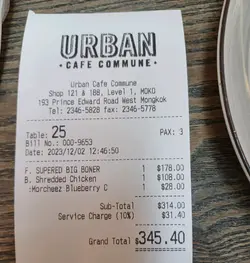 URBAN
· CAFE COMMUNE ·
Urban Cafe Commune
Shop 121 & 188, Level 1, MOKO
193 Prince Edward Road West Mongkok
Tel: 2346-5828 fax: 2346-5778
Table: 25 PAX: 3
Bill No.: 000-9653
Date: 2023/12/02 12:46:50
F. SUPERED BIG BONER 1 $178.00
B. Shredded Chicken 1 $108.00
:Horcheez Blueberry C 1 $28.00
Sub-Total $314.00
Service Charge (10%) $31.40
Grand Total $345.40